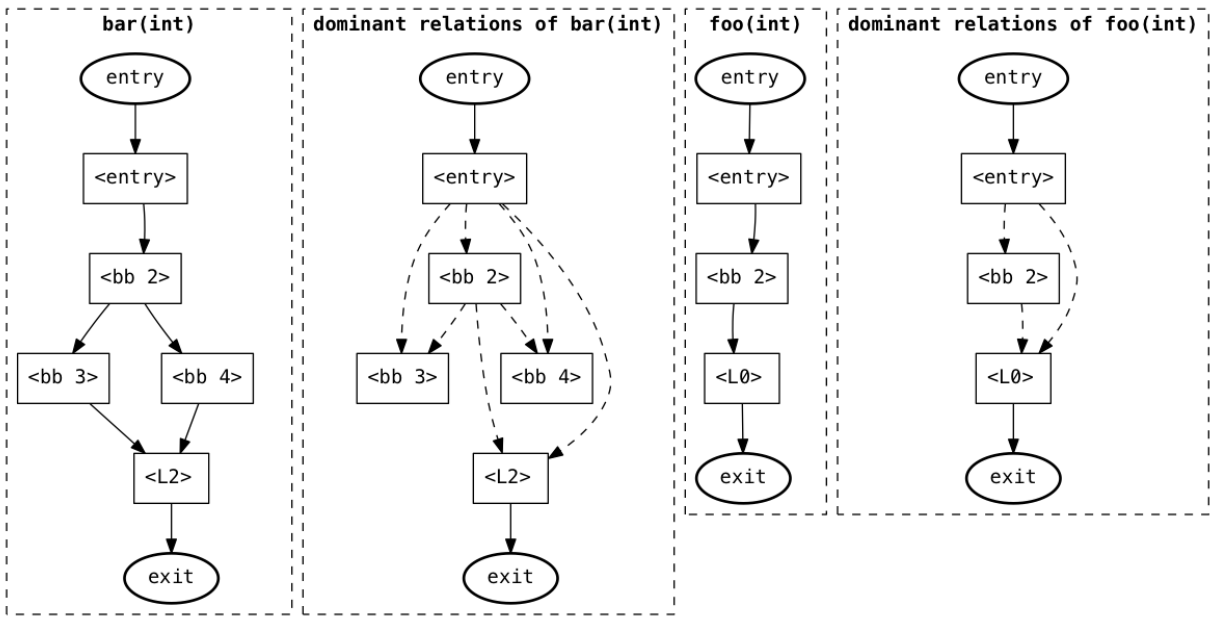 bar(int)
entry
<entry>
<bb 2>
<bb 3>
<bb 4>
<L2>
exit
dominant relations of bar(int)
entry
<entry>
<bb 2>
<bb 3>
<bb 4>
<L2>
exit
foo(int)
entry
<entry>
<bb 2>
<L0>
exit
dominant relations of foo(int)
entry
<entry>
<bb 2>
<L0>
exit